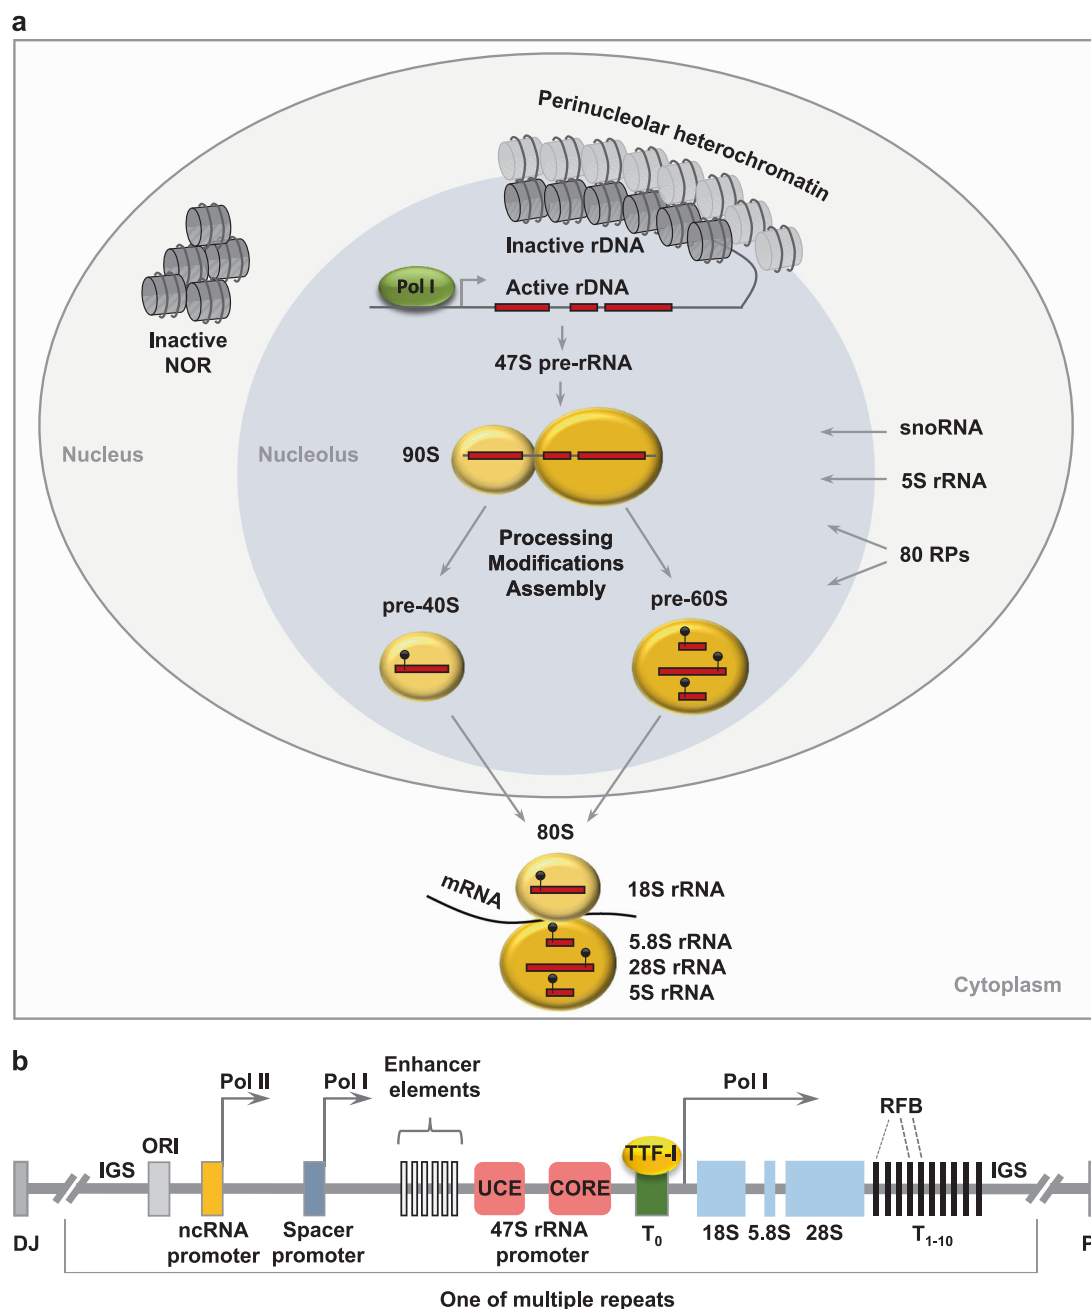 a
Perinucleolar heterochromatin
Inactive rDNA
Pol I
Active rDNA
Inactive
NOR
47S pre-rRNA
Nucleus
Nucleolus
90S
snoRNA
5S rRNA
80 RPs
Processing
Modifications
Assembly
pre-40S
pre-60S
80S
mRNA
18S rRNA
5.8S rRNA
28S rRNA
5S rRNA
Cytoplasm
b
Enhancer
elements
Pol II
Pol I
Pol I
RFB
ORI
TTF-I
IGS
UCE
CORE
IGS
DJ
ncRNA
promoter
Spacer
promoter
47S rRNA
promoter
T0
18S
5.8S
28S
T1-10
P
One of multiple repeats